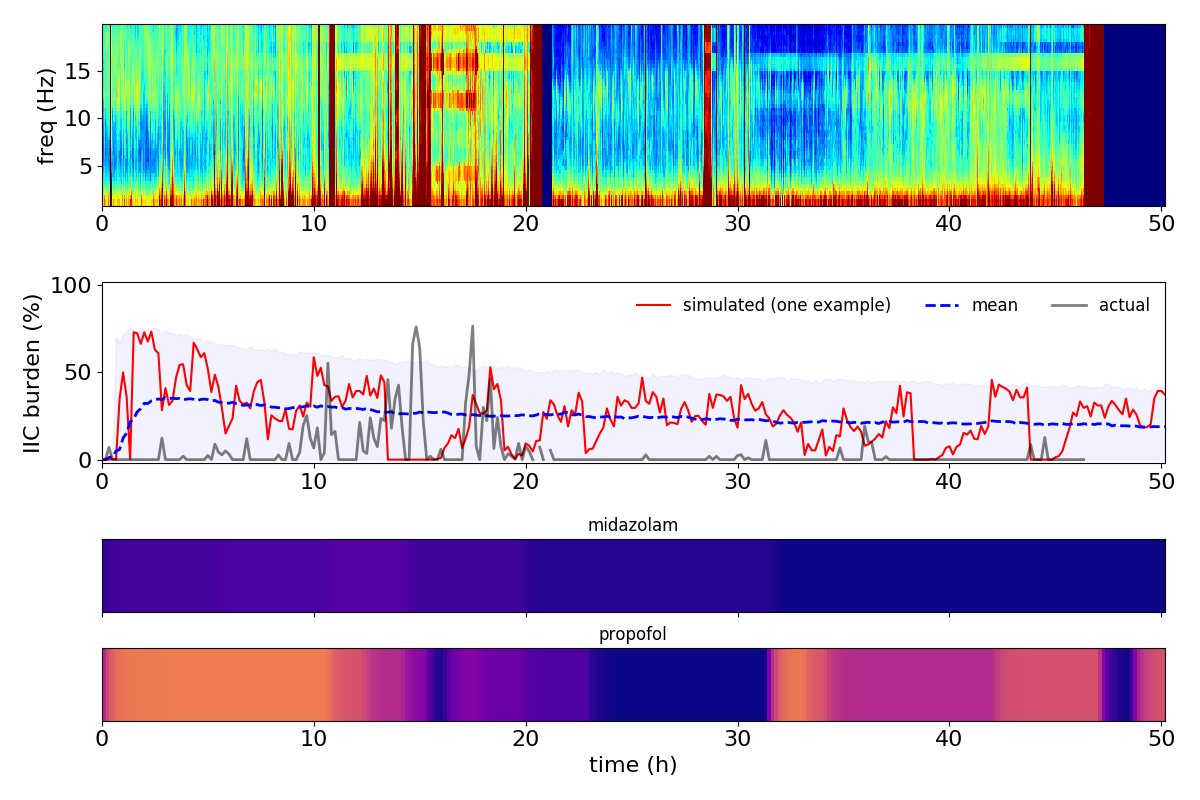 freq (Hz)
15
10
5
0 10 20 30 40 50
IIC burden (%)
100
50
0
simulated (one example) mean actual
0 10 20 30 40 50
midazolam
propofol
0 10 20 30 40 50
time (h)